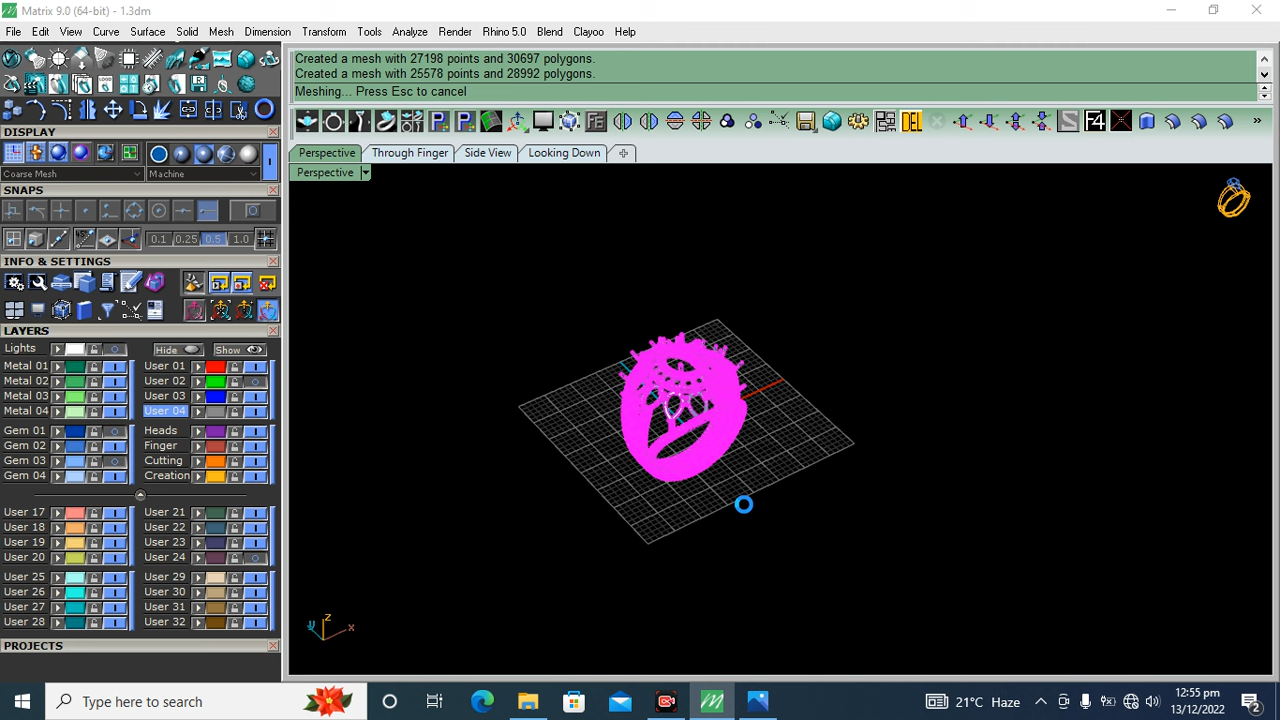 Matrix 9.0 (64-bit) - 1.3dm
File Edit View Curve Surface Solid Mesh Dimension Transform Tools Analyze Render Rhino 5.0 Blend Clayoo Help
Created a mesh with 27198 points and 30697 polygons.
Created a mesh with 25578 points and 28992 polygons.
Meshing... Press Esc to cancel
P P FE DEL S F4 »
DISPLAY
Perspective Through Finger Side View Looking Down
Perspective
Coarse Mesh Machine
SNAPS
0.1 0.25 0.5 1.0
INFO & SETTINGS
LAYERS
Lights Hide Show
Metal 01 User 01
Metal 02 User 02
Metal 03 User 03
Metal 04 User 04
Gem 01 Heads
Gem 02 Finger
Gem 03 Cutting
Gem 04 Creation
User 17 User 21
User 18 User 22
User 19 User 23
User 20 User 24
User 25 User 29
User 26 User 30
User 27 User 31
User 28 User 32
z
y x
PROJECTS
Type here to search
21°C Haze
12:55 pm
13/12/2022
2